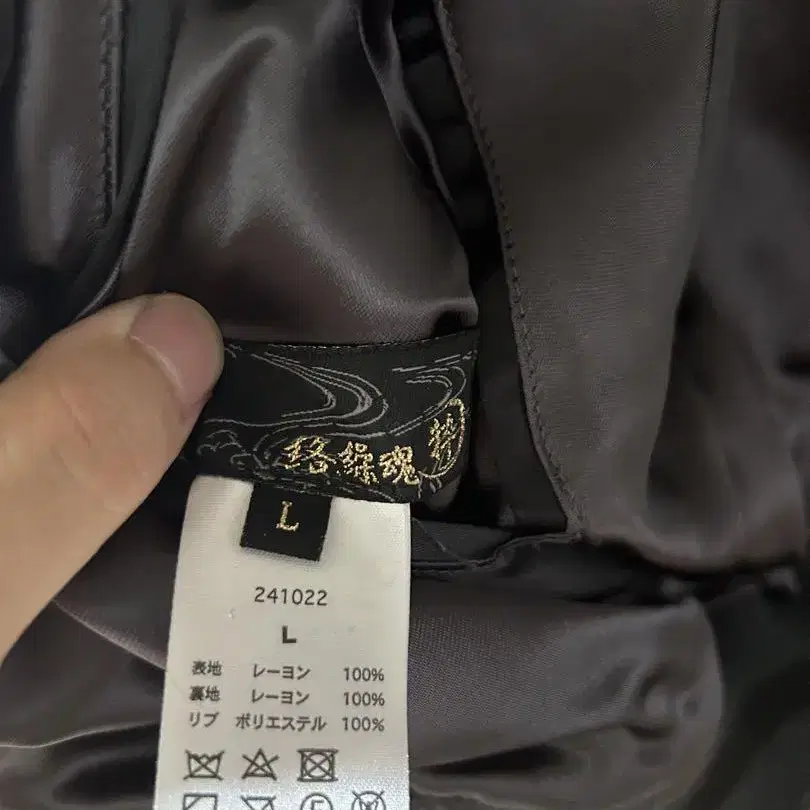 絡繰魂
L
241022
L
表地 レーヨン 100%
裏地 レーヨン 100%
リブ ポリエステル 100%